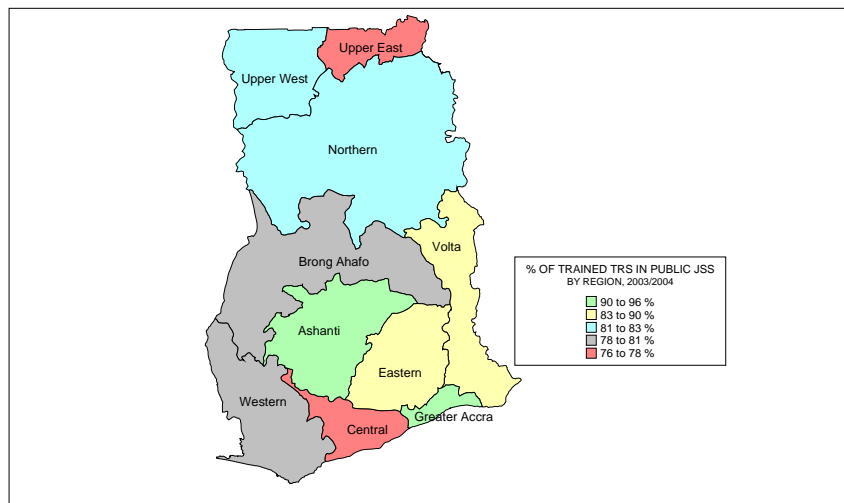 Upper East
Upper West
Northern
Volta
Brong Ahafo
Ashanti
Eastern
Western
Greater Accra
Central
% OF TRAINED TRS IN PUBLIC JSS
BY REGION, 2003/2004
90 to 96 %
83 to 90 %
81 to 83 %
78 to 81 %
76 to 78 %